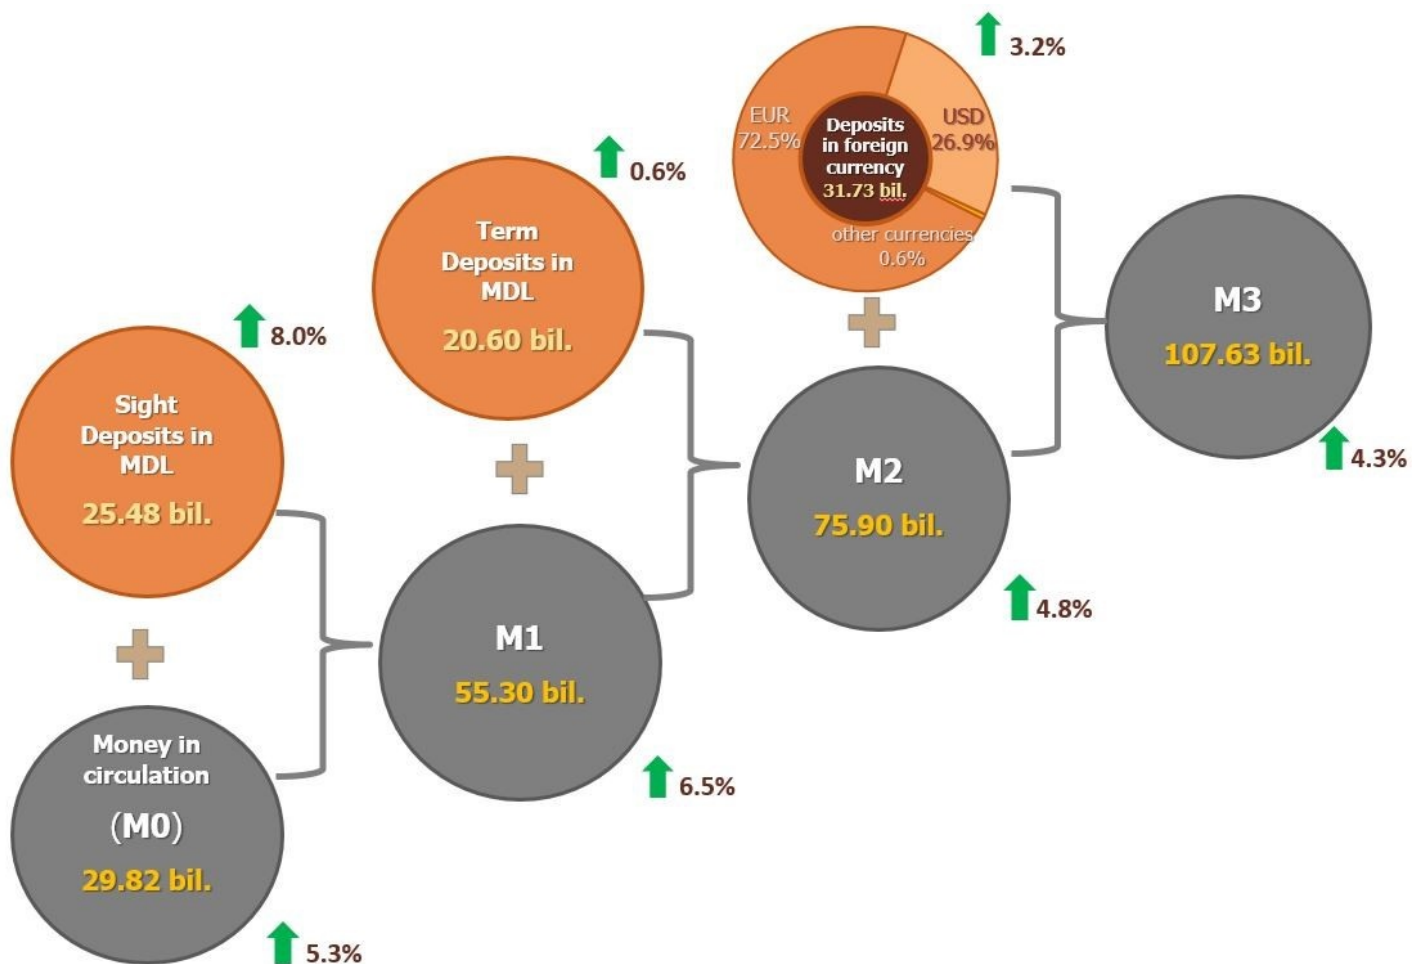 3.2%
EUR
72.5%
USD
26.9%
Deposits
in foreign
currency
31.73 bil.
other currencies
0.6%
0.6%
Term
Deposits in
MDL
20.60 bil.
M3
107.63 bil.
4.3%
8.0%
Sight
Deposits in
MDL
25.48 bil.
M2
75.90 bil.
4.8%
M1
55.30 bil.
6.5%
Money in
circulation
(M0)
29.82 bil.
5.3%